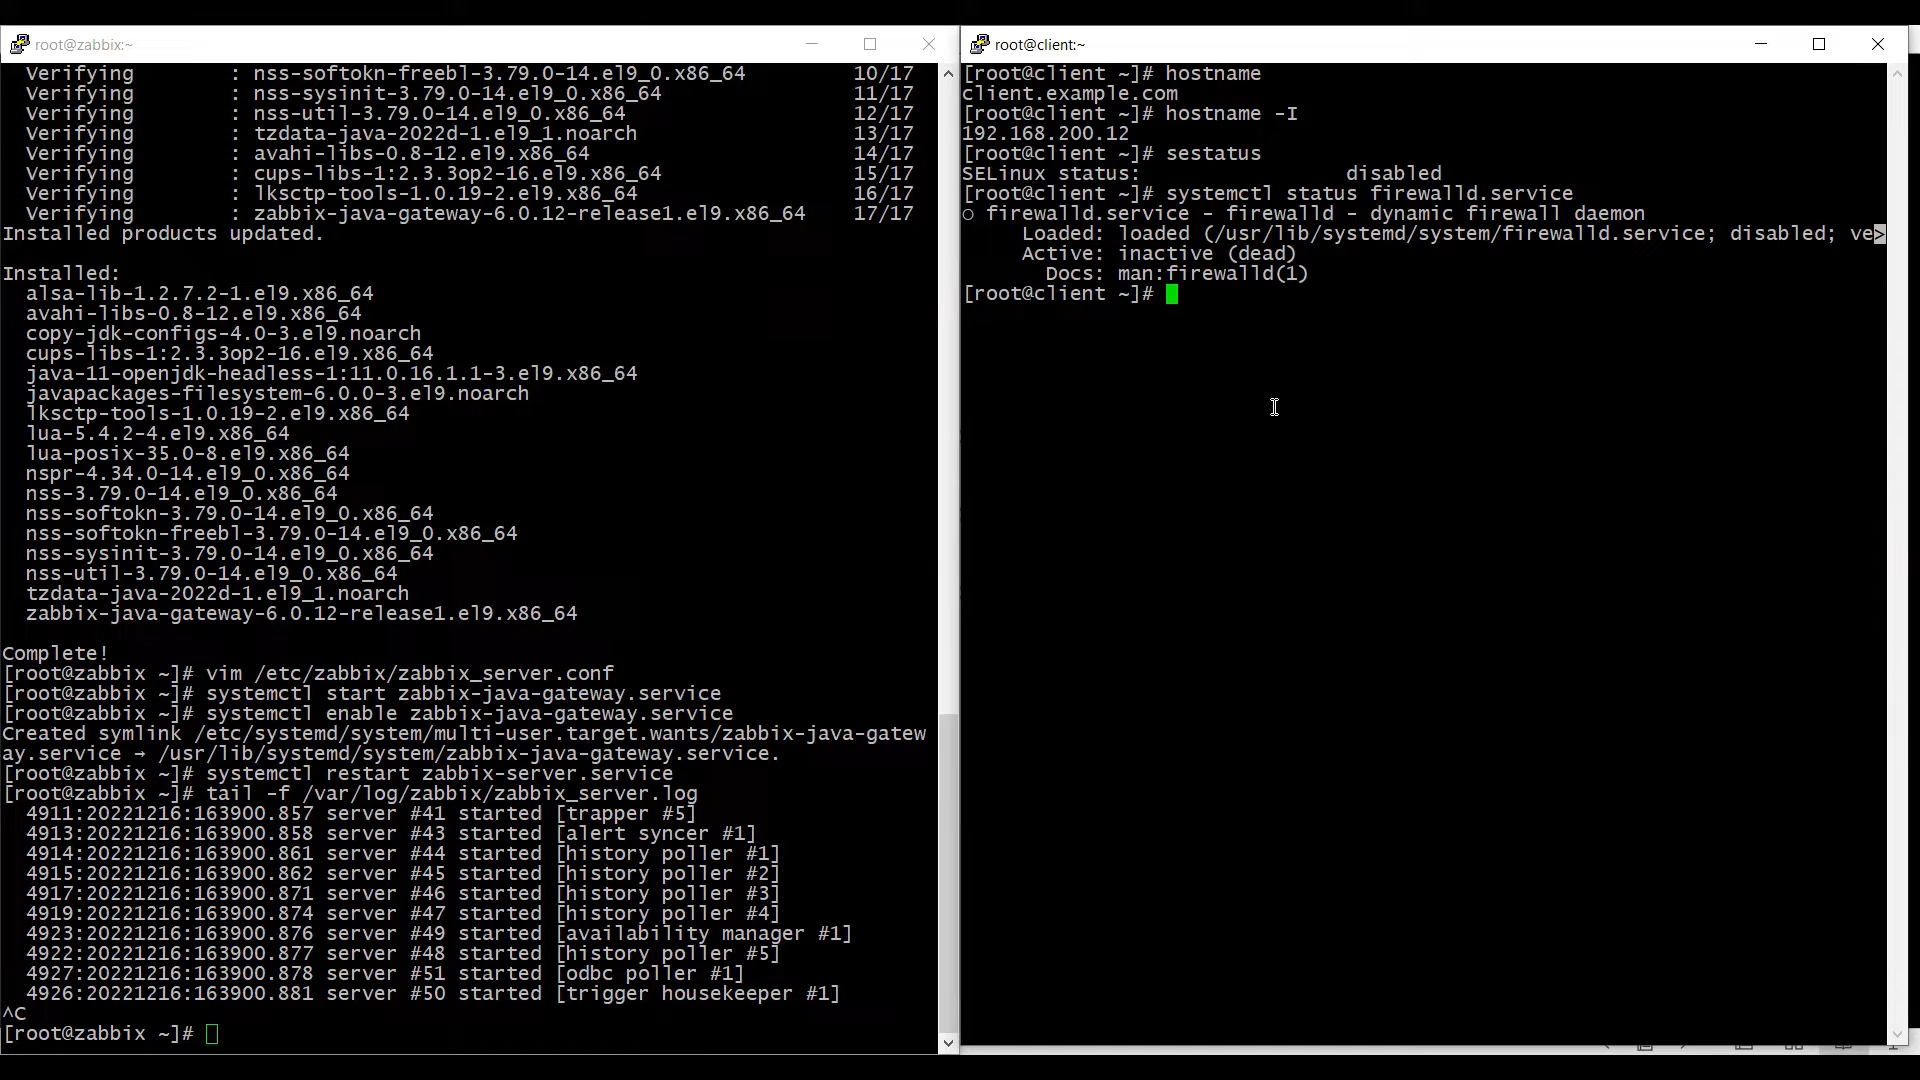 root@zabbix:~
Verifying : nss-softokn-freebl-3.79.0-14.el9_0.x86_64 10/17
Verifying : nss-sysinit-3.79.0-14.el9_0.x86_64 11/17
Verifying : nss-util-3.79.0-14.el9_0.x86_64 12/17
Verifying : tzdata-java-2022d-1.el9_1.noarch 13/17
Verifying : avahi-libs-0.8-12.el9.x86_64 14/17
Verifying : cups-libs-1:2.3.3op2-16.el9.x86_64 15/17
Verifying : lksctp-tools-1.0.19-2.el9.x86_64 16/17
Verifying : zabbix-java-gateway-6.0.12-release1.el9.x86_64 17/17
Installed products updated.
Installed:
alsa-lib-1.2.7.2-1.el9.x86_64
avahi-libs-0.8-12.el9.x86_64
copy-jdk-configs-4.0-3.el9.noarch
cups-libs-1:2.3.3op2-16.el9.x86_64
java-11-openjdk-headless-1:11.0.16.1.1-3.el9.x86_64
javapackages-filesystem-6.0.0-3.el9.noarch
lksctp-tools-1.0.19-2.el9.x86_64
lua-5.4.2-4.el9.x86_64
lua-posix-35.0-8.el9.x86_64
nspr-4.34.0-14.el9_0.x86_64
nss-3.79.0-14.el9_0.x86_64
nss-softokn-3.79.0-14.el9_0.x86_64
nss-softokn-freebl-3.79.0-14.el9_0.x86_64
nss-sysinit-3.79.0-14.el9_0.x86_64
nss-util-3.79.0-14.el9_0.x86_64
tzdata-java-2022d-1.el9_1.noarch
zabbix-java-gateway-6.0.12-release1.el9.x86_64
Complete!
[root@zabbix ~]# vim /etc/zabbix/zabbix_server.conf
[root@zabbix ~]# systemctl start zabbix-java-gateway.service
[root@zabbix ~]# systemctl enable zabbix-java-gateway.service
Created symlink /etc/systemd/system/multi-user.target.wants/zabbix-java-gatew
ay.service → /usr/lib/systemd/system/zabbix-java-gateway.service.
[root@zabbix ~]# systemctl restart zabbix-server.service
[root@zabbix ~]# tail -f /var/log/zabbix/zabbix_server.log
4911:20221216:163900.857 server #41 started [trapper #5]
4913:20221216:163900.858 server #43 started [alert syncer #1]
4914:20221216:163900.861 server #44 started [history poller #1]
4915:20221216:163900.862 server #45 started [history poller #2]
4917:20221216:163900.871 server #46 started [history poller #3]
4919:20221216:163900.874 server #47 started [history poller #4]
4923:20221216:163900.876 server #49 started [availability manager #1]
4922:20221216:163900.877 server #48 started [history poller #5]
4927:20221216:163900.878 server #51 started [odbc poller #1]
4926:20221216:163900.881 server #50 started [trigger housekeeper #1]
^C
[root@zabbix ~]#
root@client:~
[root@client ~]# hostname
client.example.com
[root@client ~]# hostname -I
192.168.200.12
[root@client ~]# sestatus
SELinux status: disabled
[root@client ~]# systemctl status firewalld.service
○ firewalld.service - firewalld - dynamic firewall daemon
Loaded: loaded (/usr/lib/systemd/system/firewalld.service; disabled; ve>
Active: inactive (dead)
Docs: man:firewalld(1)
[root@client ~]#